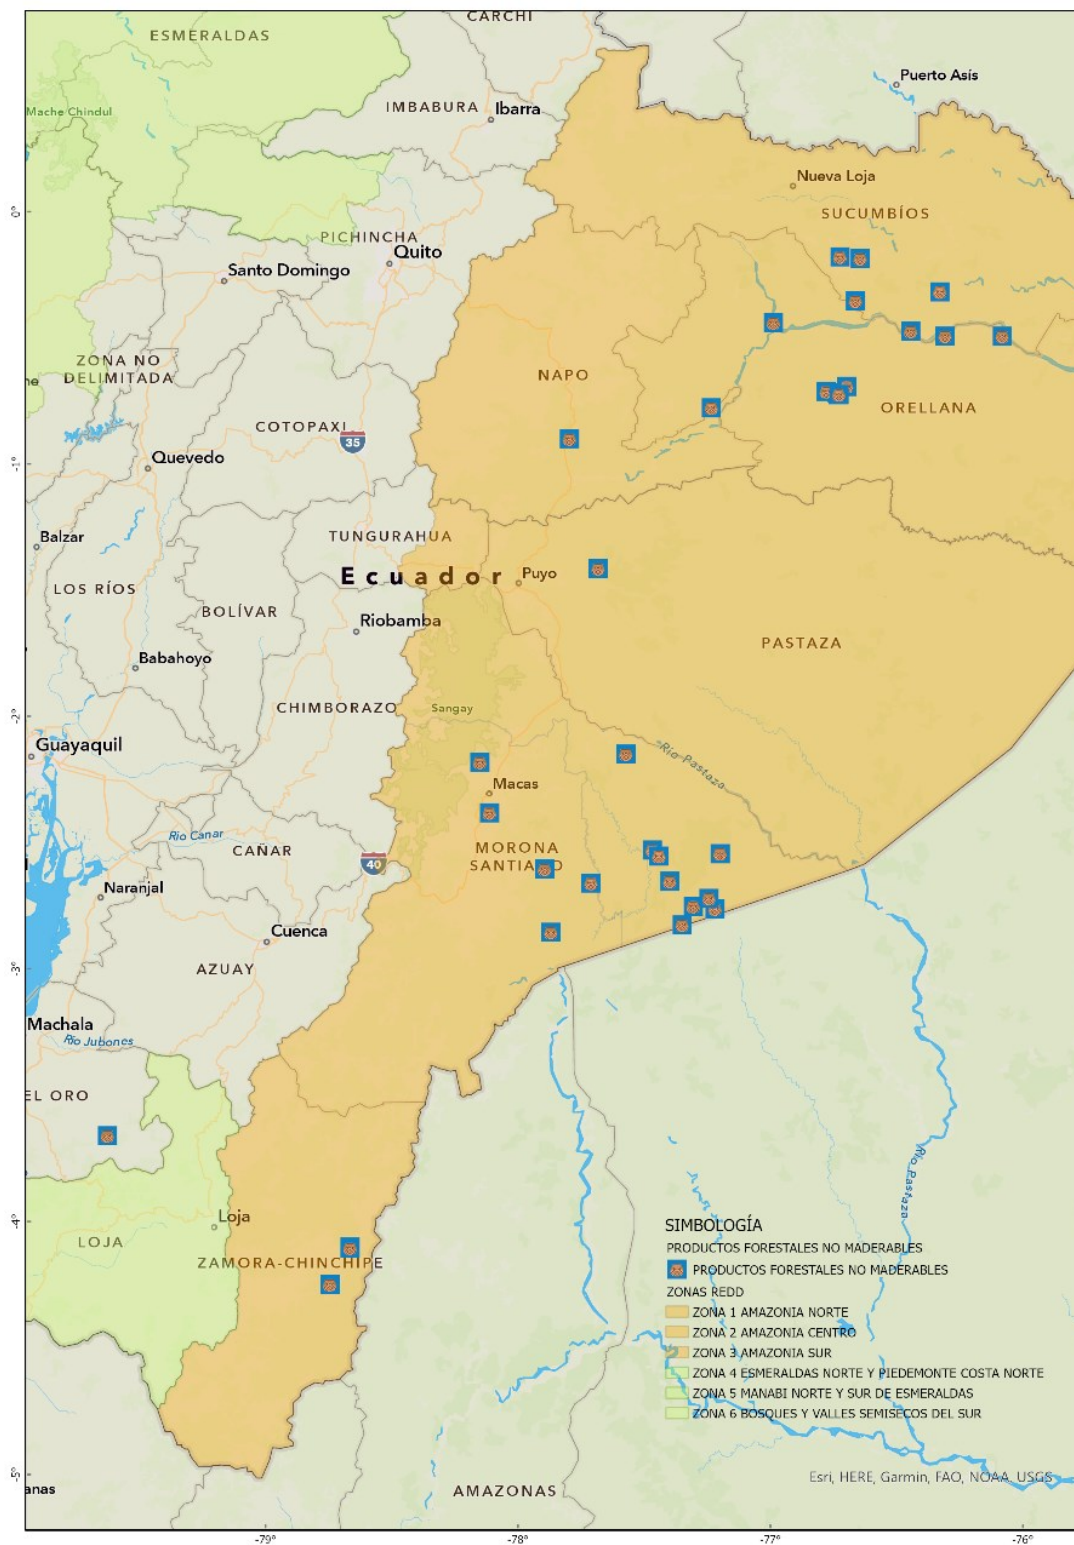 CARCHI
ESMERALDAS
Puerto Asís
Mache Chindul
IMBABURA
Ibarra
Nueva Loja
SUCUMBÍOS
0°
PICHINCHA
Quito
Santo Domingo
ZONA NO
DELIMITADA
ne
NAPO
ORELLANA
COTOPAXI
35
Quevedo
-1°
Balzar
TUNGURAHUA
Ecuador
Puyo
LOS RÍOS
BOLÍVAR
Riobamba
PASTAZA
Babahoyo
Sangay
CHIMBORAZO
-2°
Guayaquil
Río Pastaza
Macas
Río Canar
CAÑAR
40
MORONA
SANTIAGO
Naranjal
Cuenca
AZUAY
-3°
Machala
Río Jubones
EL ORO
Río Pastaza
Loja
LOJA
-4°
ZAMORA-CHINCHIPE
SIMBOLOGÍA
PRODUCTOS FORESTALES NO MADERABLES
PRODUCTOS FORESTALES NO MADERABLES
ZONAS REDD
ZONA 1 AMAZONIA NORTE
ZONA 2 AMAZONIA CENTRO
ZONA 3 AMAZONIA SUR
ZONA 4 ESMERALDAS NORTE Y PIEDEMONTE COSTA NORTE
ZONA 5 MANABI NORTE Y SUR DE ESMERALDAS
ZONA 6 BOSQUES Y VALLES SEMISECOS DEL SUR
-5°
anas
AMAZONAS
Esri, HERE, Garmin, FAO, NOAA, USGS
-79°
-78°
-77°
-76°